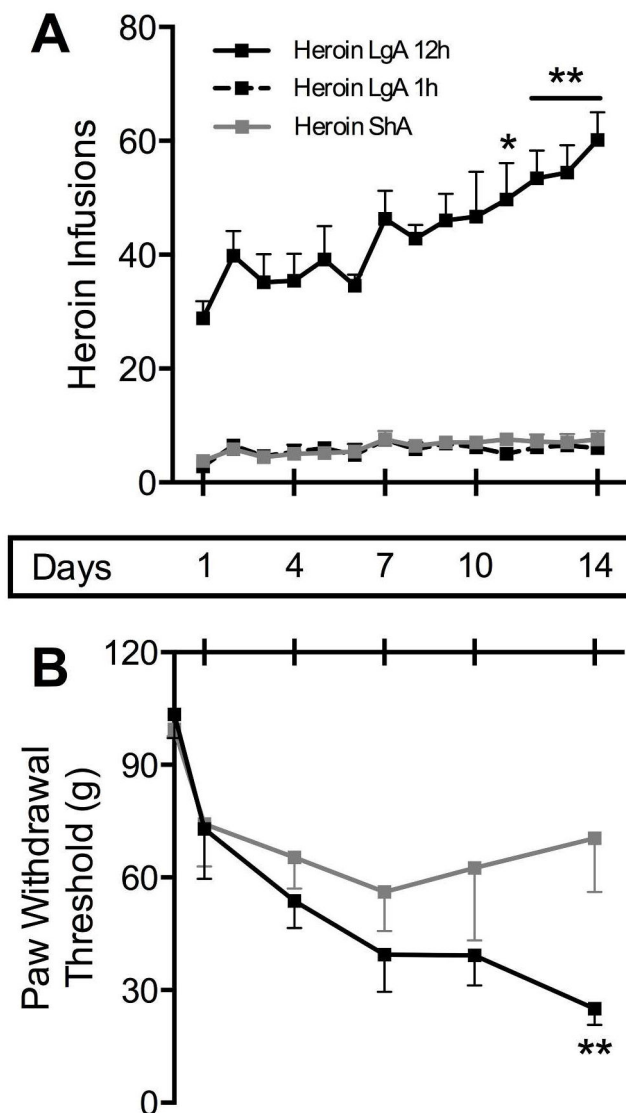 A
Heroin Infusions
80
60
40
20
0
Heroin LgA 12h
Heroin LgA 1h
Heroin ShA
*
**
Days 1 4 7 10 14
B
Paw Withdrawal
Threshold (g)
120
90
60
30
0
**